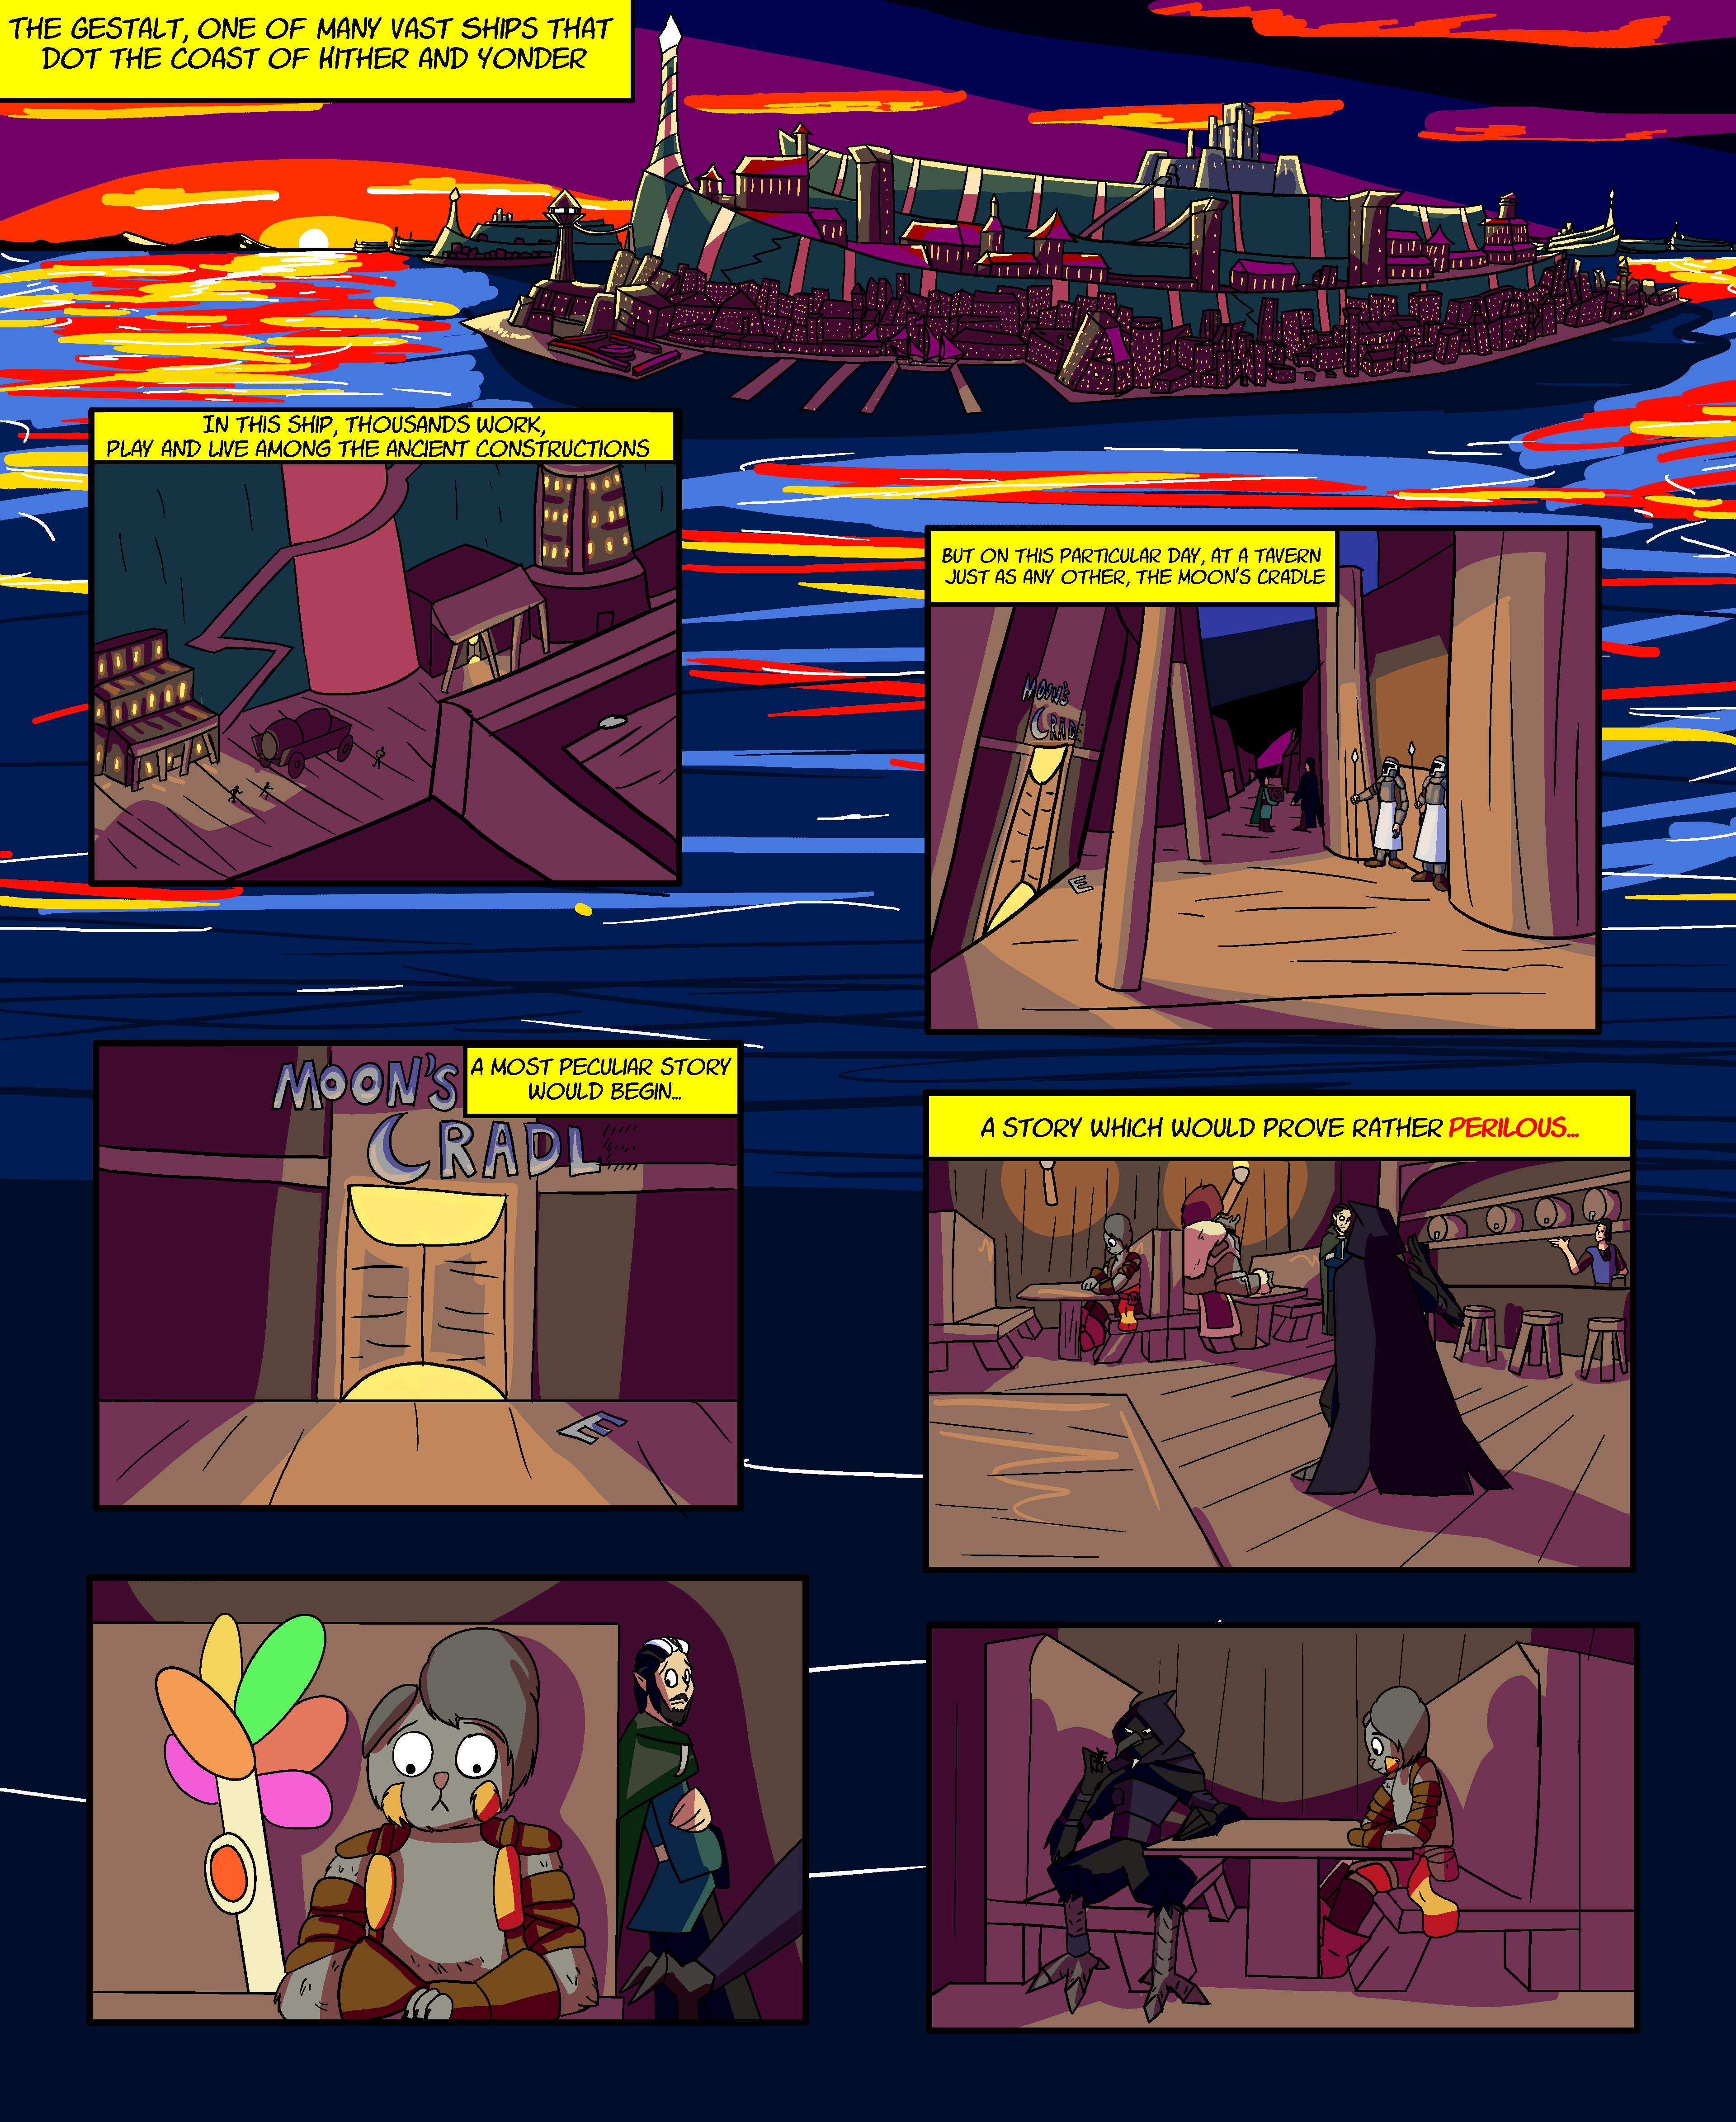 THE GESTALT, ONE OF MANY VAST SHIPS THAT
DOT THE COAST OF HITHER AND YONDER
IN THIS SHIP, THOUSANDS WORK,
PLAY AND LIVE AMONG THE ANCIENT CONSTRUCTIONS
BUT ON THIS PARTICULAR DAY, AT A TAVERN
JUST AS ANY OTHER, THE MOON'S CRADLE
MOON'S
CRADL
E
A MOST PECULIAR STORY
WOULD BEGIN...
MOON'S
CRADL
E
A STORY WHICH WOULD PROVE RATHER PERILOUS...